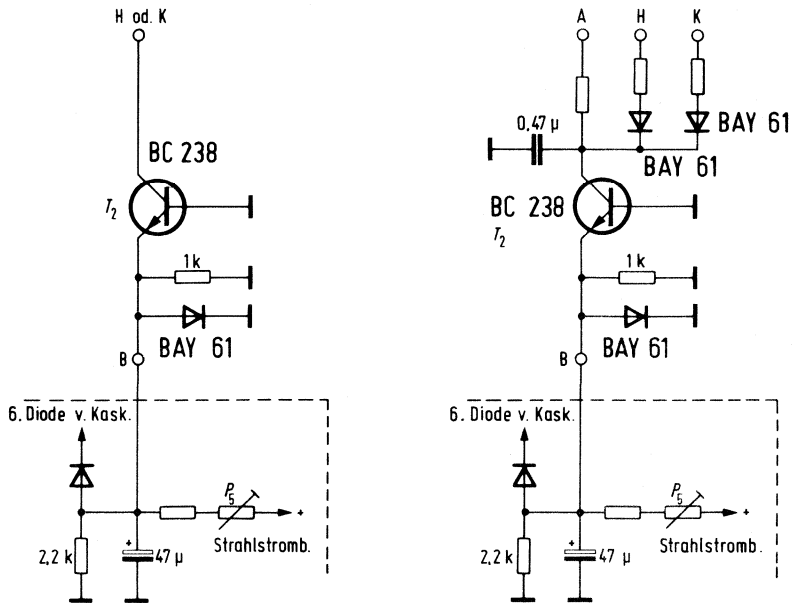 H od. K
BC 238
T2
1k
BAY 61
B
6. Diode v. Kask.
P5
+
Strahlstromb.
2,2 k
+
47 µ
A H K
0,47 µ
BAY 61
BAY 61
BC 238
T2
1k
BAY 61
B
6. Diode v. Kask.
P5
+
Strahlstromb.
2,2 k
+
47 µ